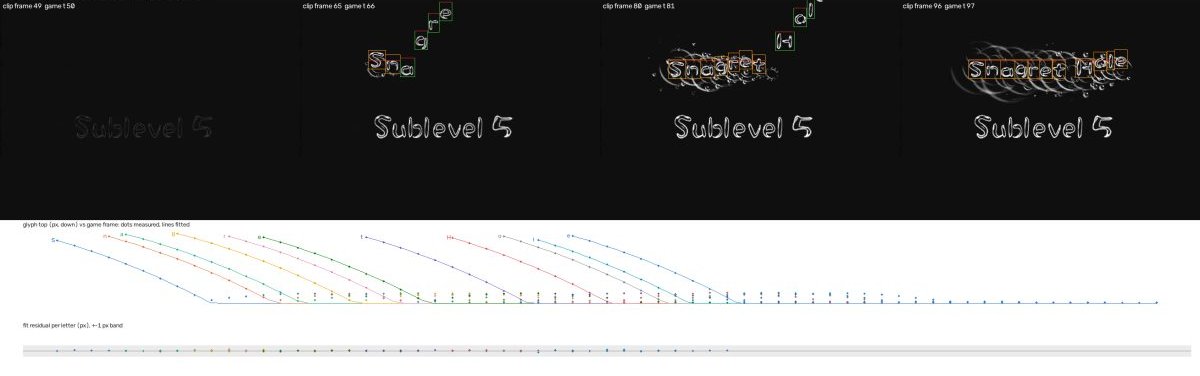 clip frame 49 game t 50
clip frame 65 game t 66
clip frame 80 game t 81
clip frame 96 game t 97
e
r
g
S n a
H o l
Snagret
Snagret Hole
Sublevel 5
Sublevel 5
Sublevel 5
Sublevel 5
glyph top (px, down) vs game frame: dots measured, lines fitted
S n a g r e t H o l e
fit residual per letter (px), +-1 px band